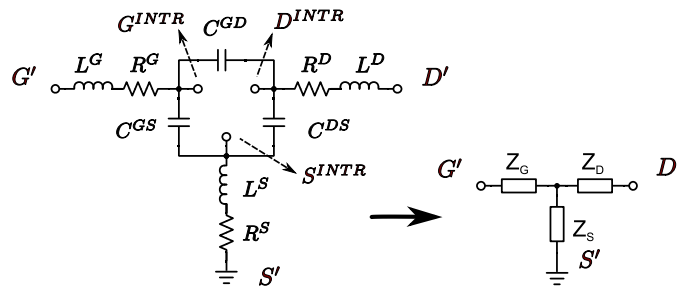 G^{INTR} C^{GD} D^{INTR}
G′ L^G R^G R^D L^D D′
C^{GS} C^{DS}
S^{INTR}
L^S
R^S
S′
G′ Z_G Z_D D
Z_S
S′